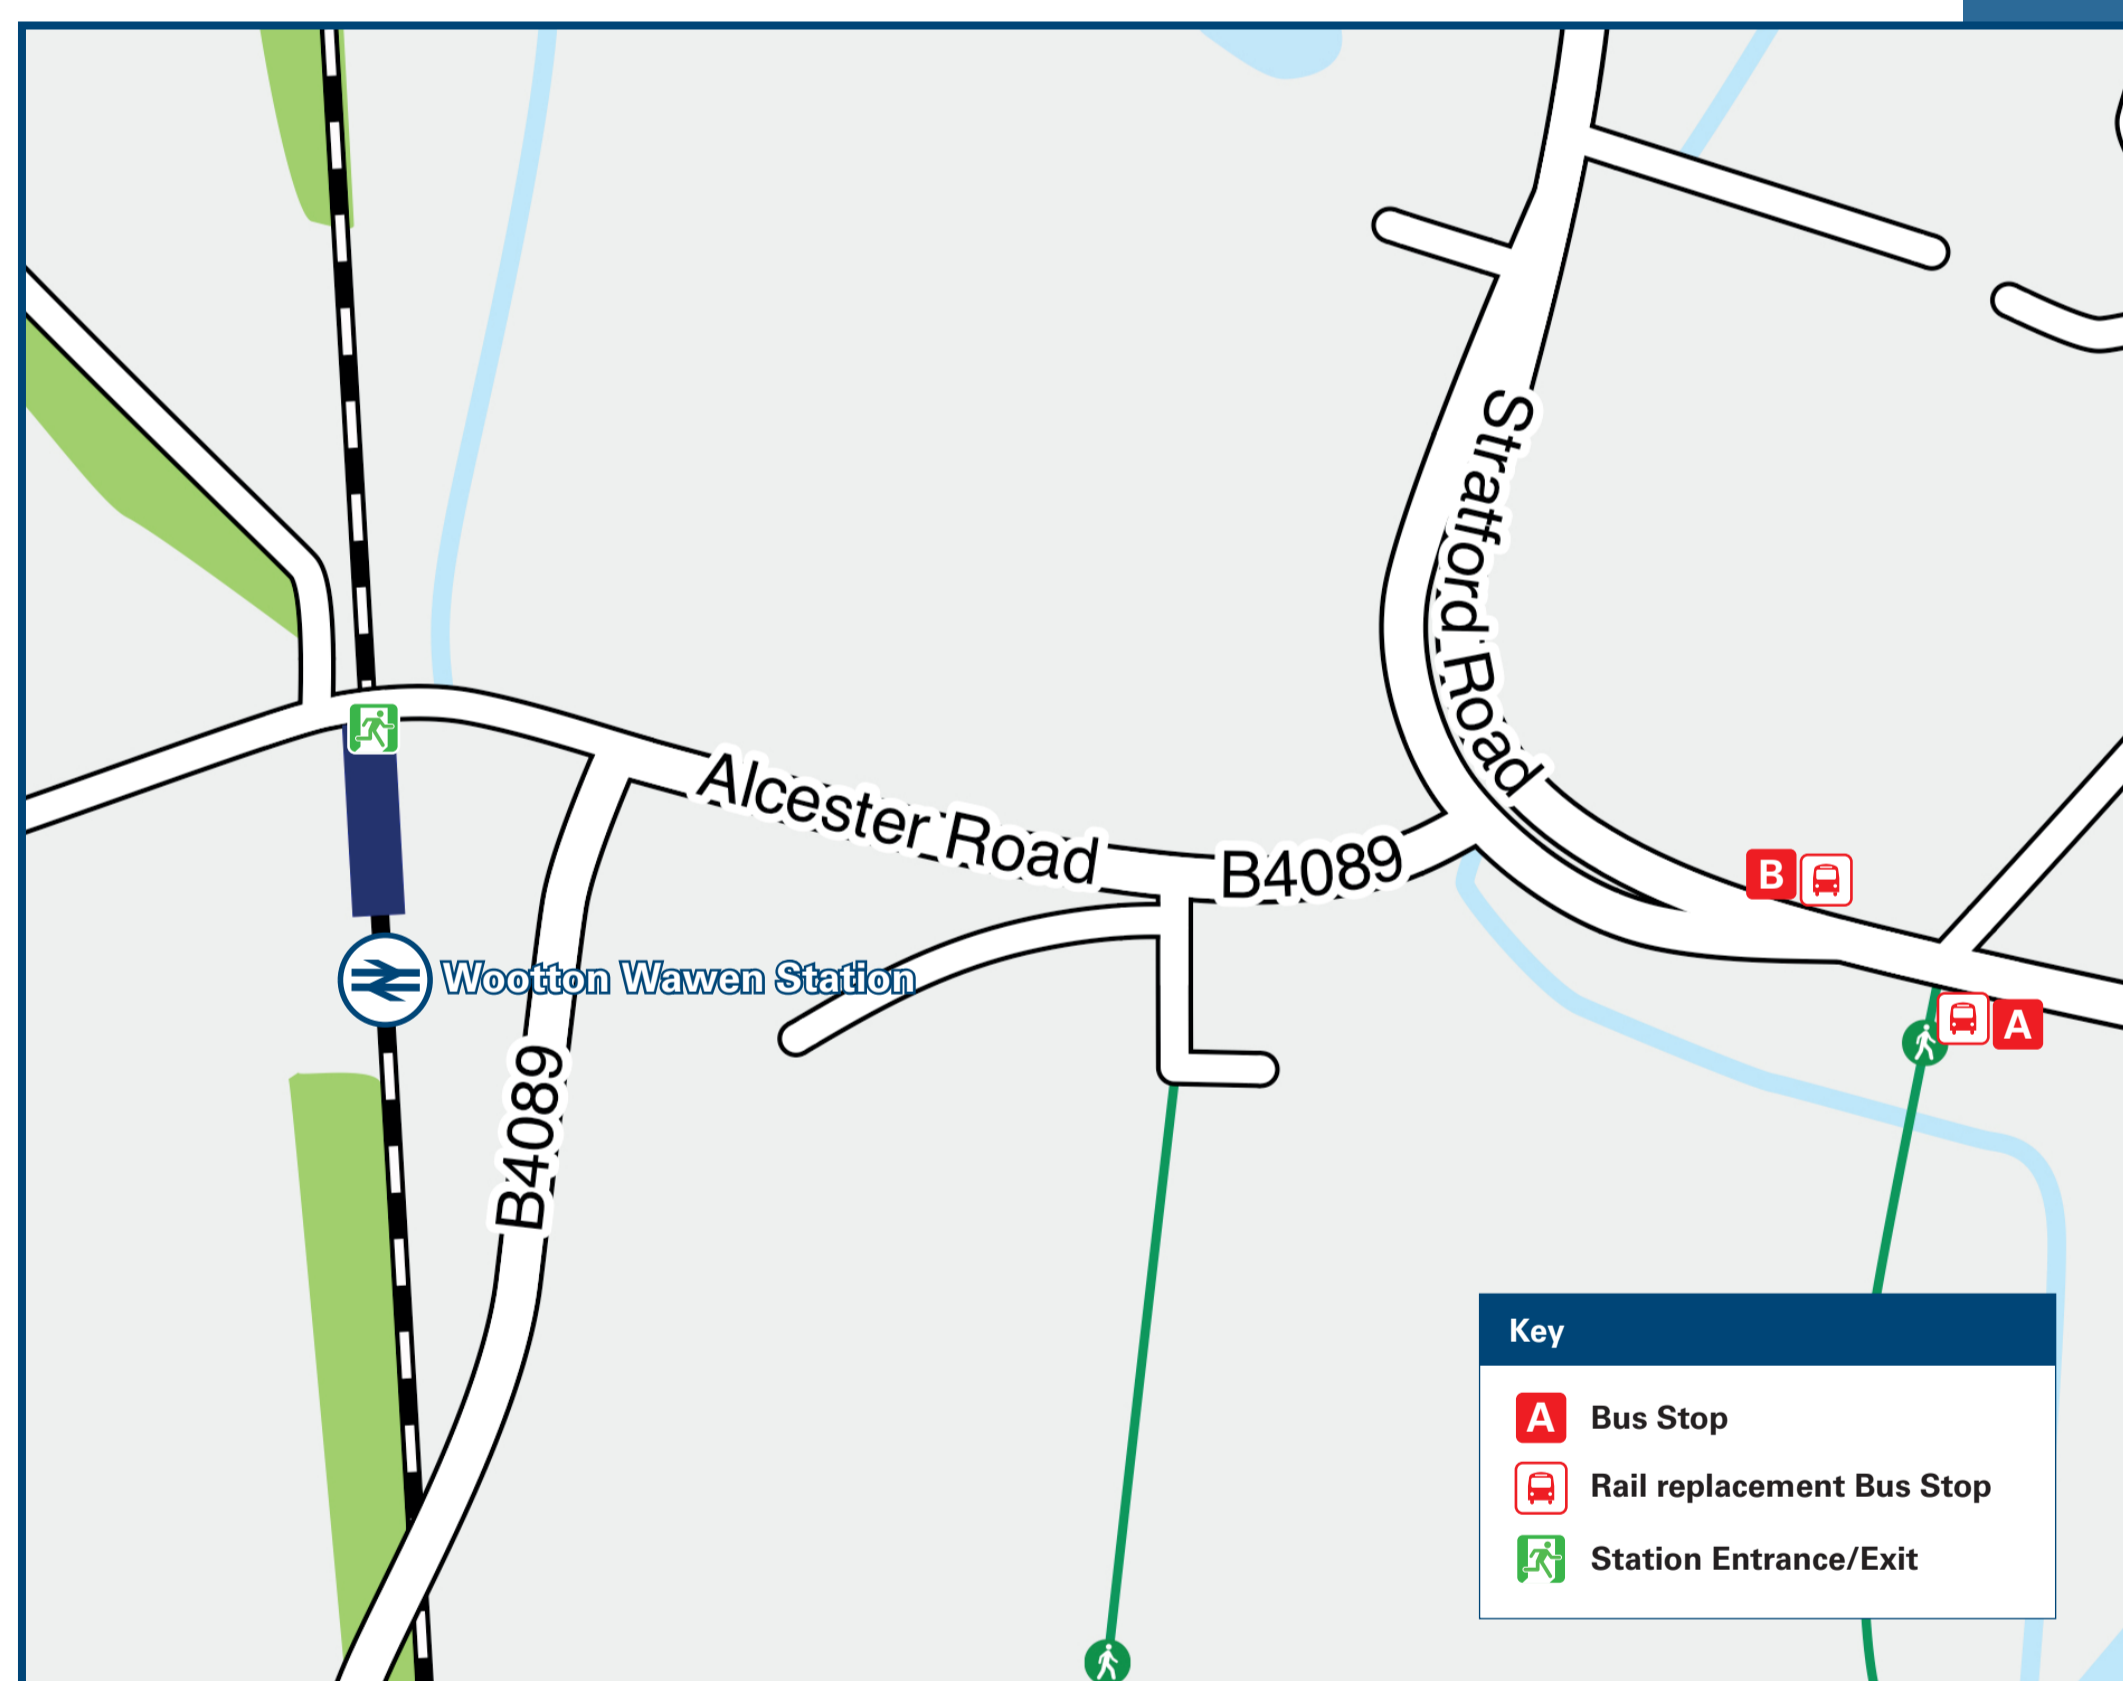 Stratford Road
Alcester Road
B4089
B
Wootton Wawen Station
A
B4089
Key
A Bus Stop
Rail replacement Bus Stop
Station Entrance/Exit